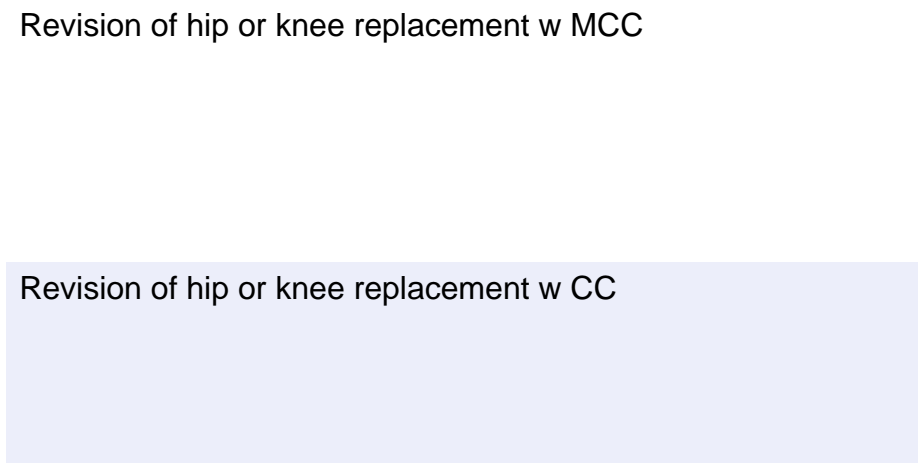 Revision of hip or knee replacement w MCC
Revision of hip or knee replacement w CC